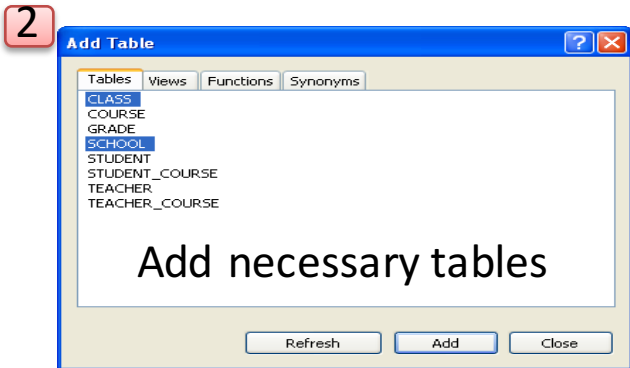 2
Add Table
Tables Views Functions Synonyms
CLASS
COURSE
GRADE
SCHOOL
STUDENT
STUDENT_COURSE
TEACHER
TEACHER_COURSE
Add necessary tables
Refresh Add Close